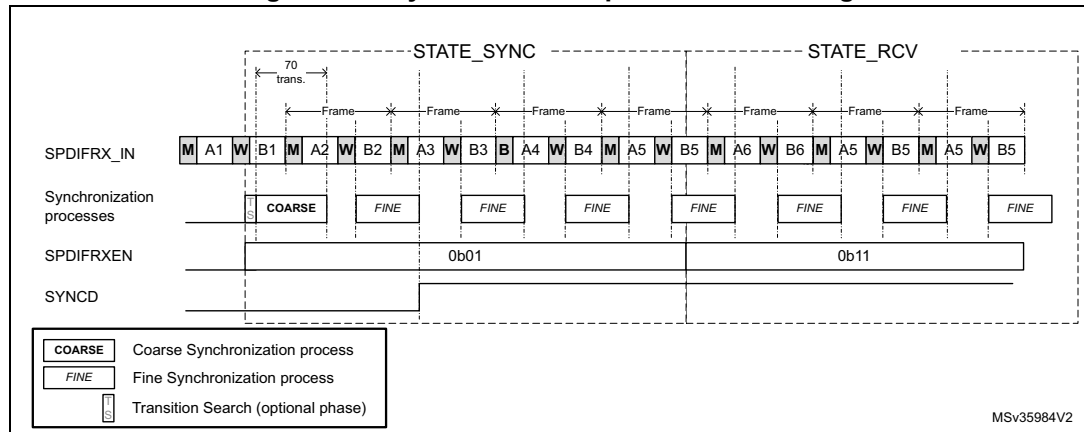 STATE_SYNC STATE_RCV
70
trans.
Frame Frame Frame Frame Frame Frame Frame
SPDIFRX_IN M A1 W B1 M A2 W B2 M A3 W B3 B A4 W B4 M A5 W B5 M A6 W B6 M A5 W B5 M A5 W B5
Synchronization
processes
TS COARSE FINE FINE FINE FINE FINE FINE FINE
SPDIFRXEN 0b01 0b11
SYNCD
COARSE Coarse Synchronization process
FINE Fine Synchronization process
TS Transition Search (optional phase)
MSv35984V2